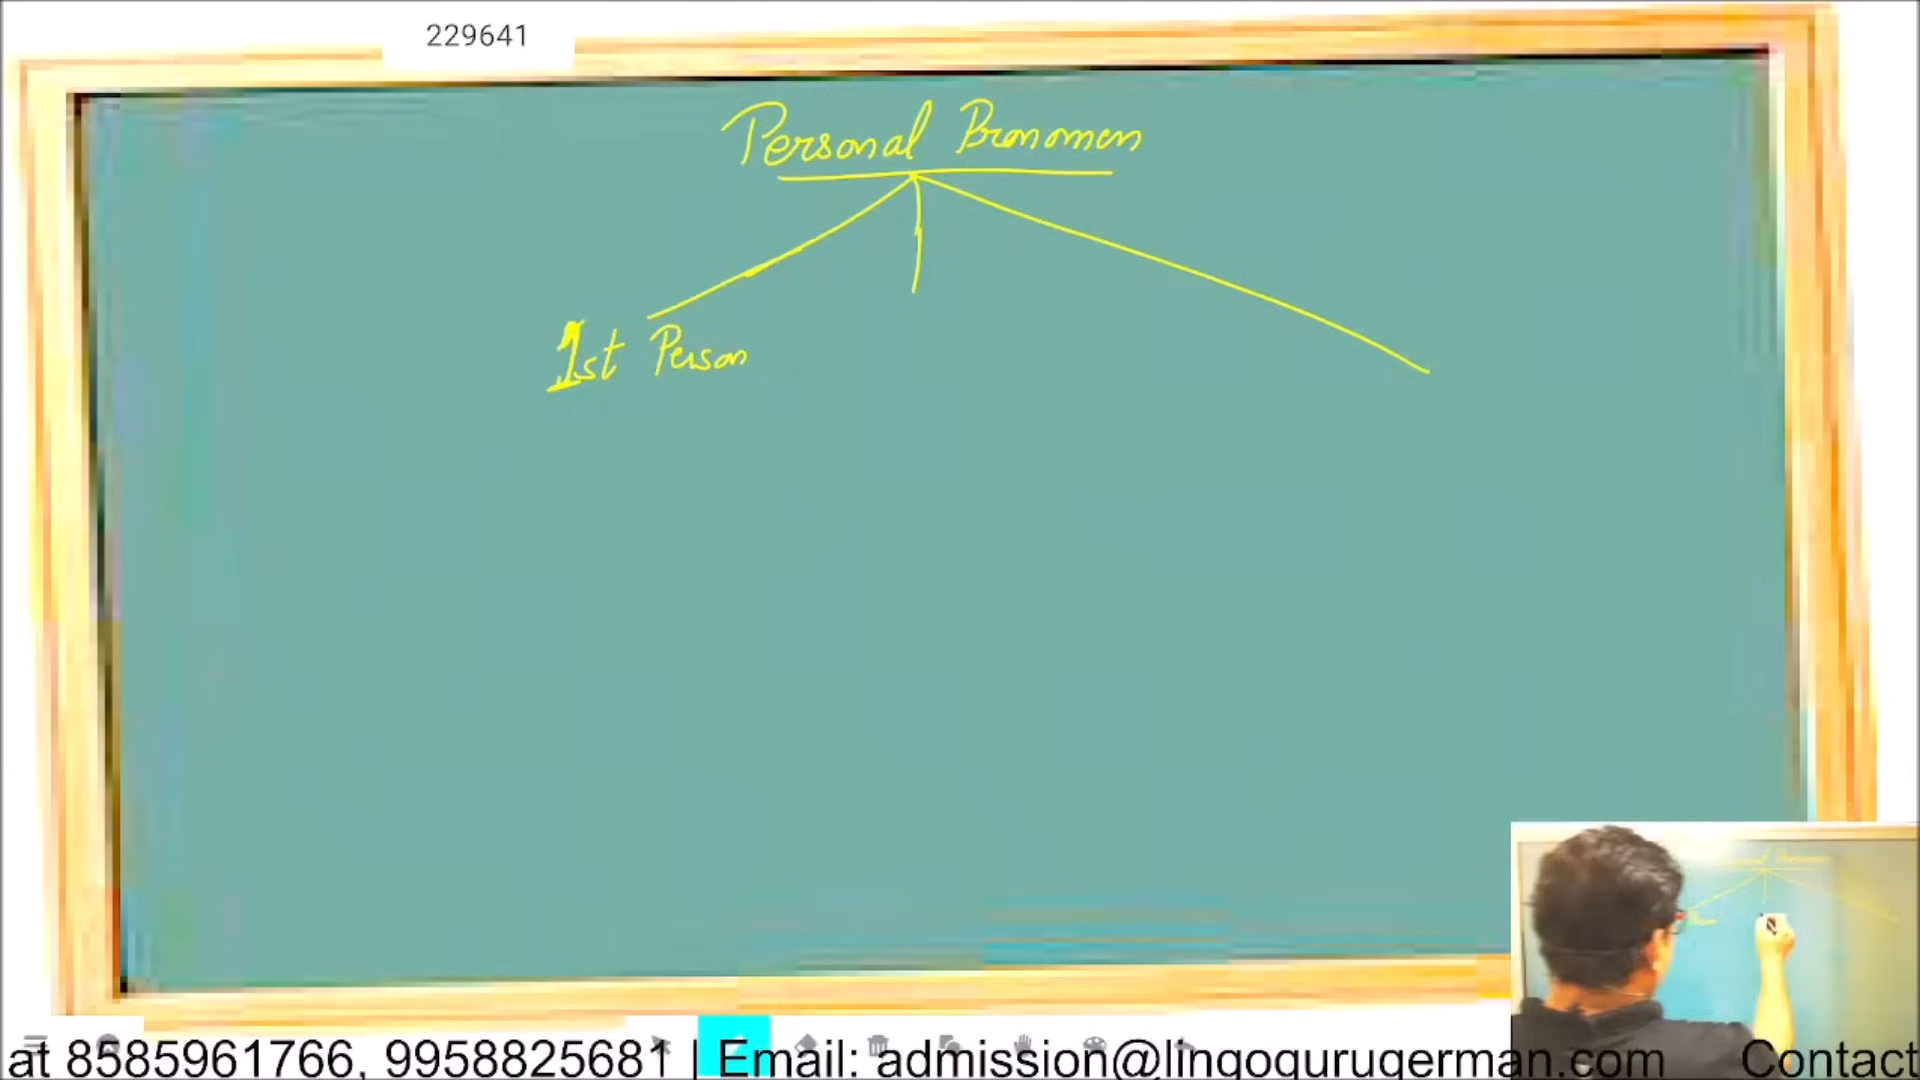 229641
Personal Pronomen
1st Person
at 8585961766, 9958825681 | Email: admission@lingogurugerman.com Contact